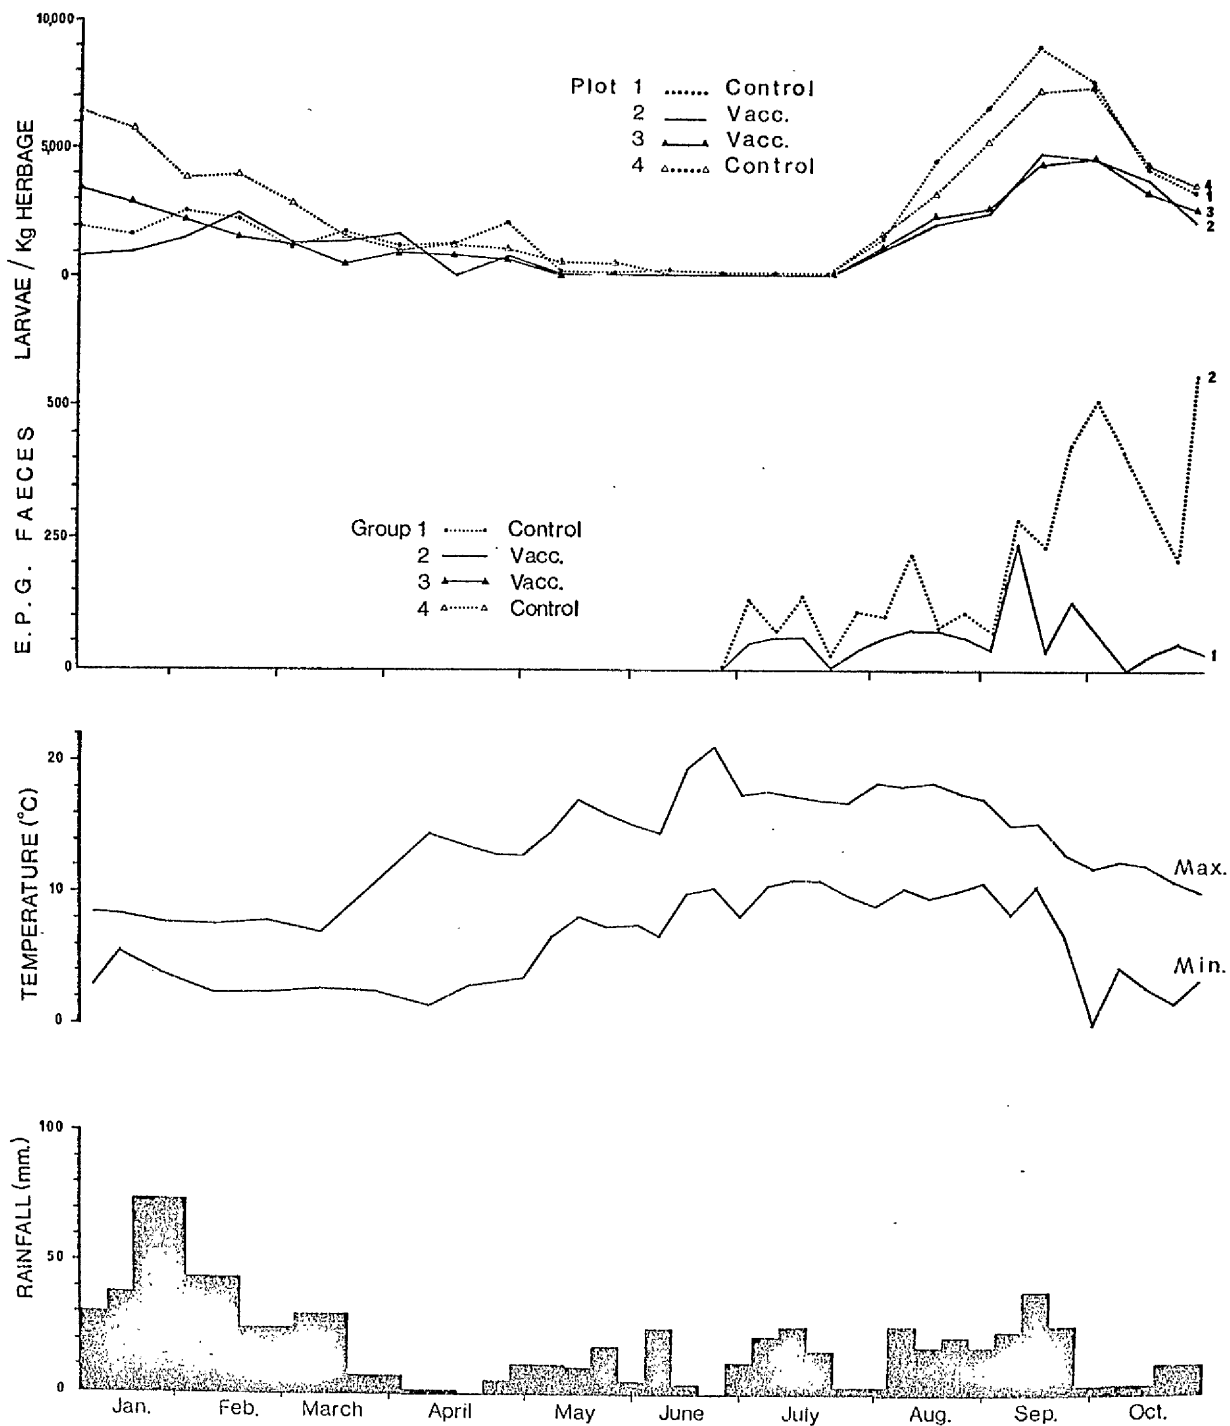 10,000
5,000
0
LARVAE / Kg HERBAGE
Plot 1 Control
2 Vacc.
3 Vacc.
4 Control
4
1
3
2
500
250
0
E.P.G. FAECES
Group 1 Control
2 Vacc.
3 Vacc.
4 Control
2
1
20
10
0
TEMPERATURE (°C)
Max.
Min.
100
50
0
RAINFALL (mm.)
Jan. Feb. March April May June July Aug. Sep. Oct.